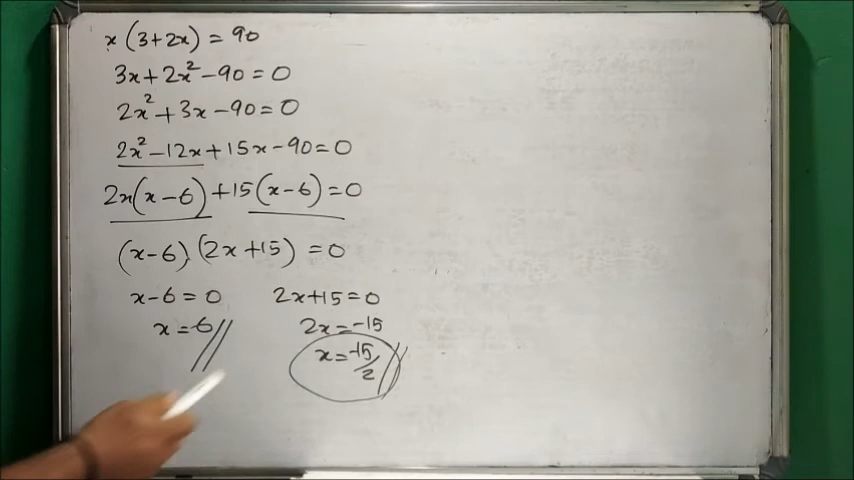 x(3+2x) = 90
3x+2x²-90=0
2x²+3x-90=0
2x²-12x+15x-90=0
2x(x-6)+15(x-6)=0
(x-6).(2x+15)=0
x-6=0 2x+15=0
x=6 2x=-15
x=-15/2